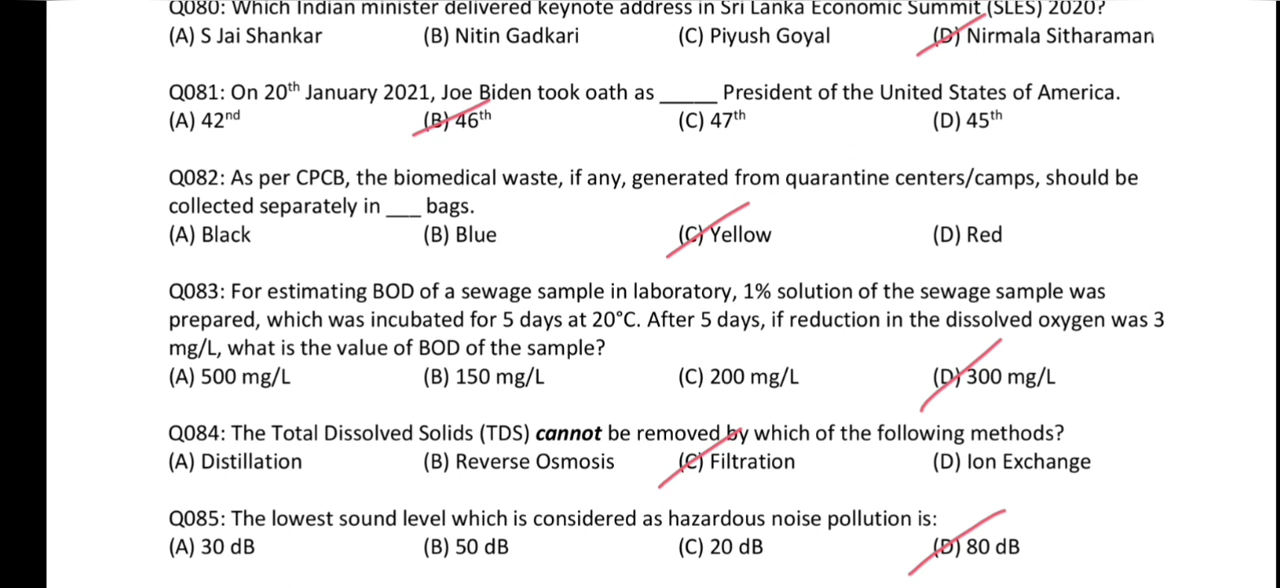 Q080: Which Indian minister delivered keynote address in Sri Lanka Economic Summit (SLES) 2020?
(A) S Jai Shankar (B) Nitin Gadkari (C) Piyush Goyal (D) Nirmala Sitharaman
Q081: On 20th January 2021, Joe Biden took oath as _____ President of the United States of America.
(A) 42nd (B) 46th (C) 47th (D) 45th
Q082: As per CPCB, the biomedical waste, if any, generated from quarantine centers/camps, should be
collected separately in ___ bags.
(A) Black (B) Blue (C) Yellow (D) Red
Q083: For estimating BOD of a sewage sample in laboratory, 1% solution of the sewage sample was
prepared, which was incubated for 5 days at 20°C. After 5 days, if reduction in the dissolved oxygen was 3
mg/L, what is the value of BOD of the sample?
(A) 500 mg/L (B) 150 mg/L (C) 200 mg/L (D) 300 mg/L
Q084: The Total Dissolved Solids (TDS) cannot be removed by which of the following methods?
(A) Distillation (B) Reverse Osmosis (C) Filtration (D) Ion Exchange
Q085: The lowest sound level which is considered as hazardous noise pollution is:
(A) 30 dB (B) 50 dB (C) 20 dB (D) 80 dB